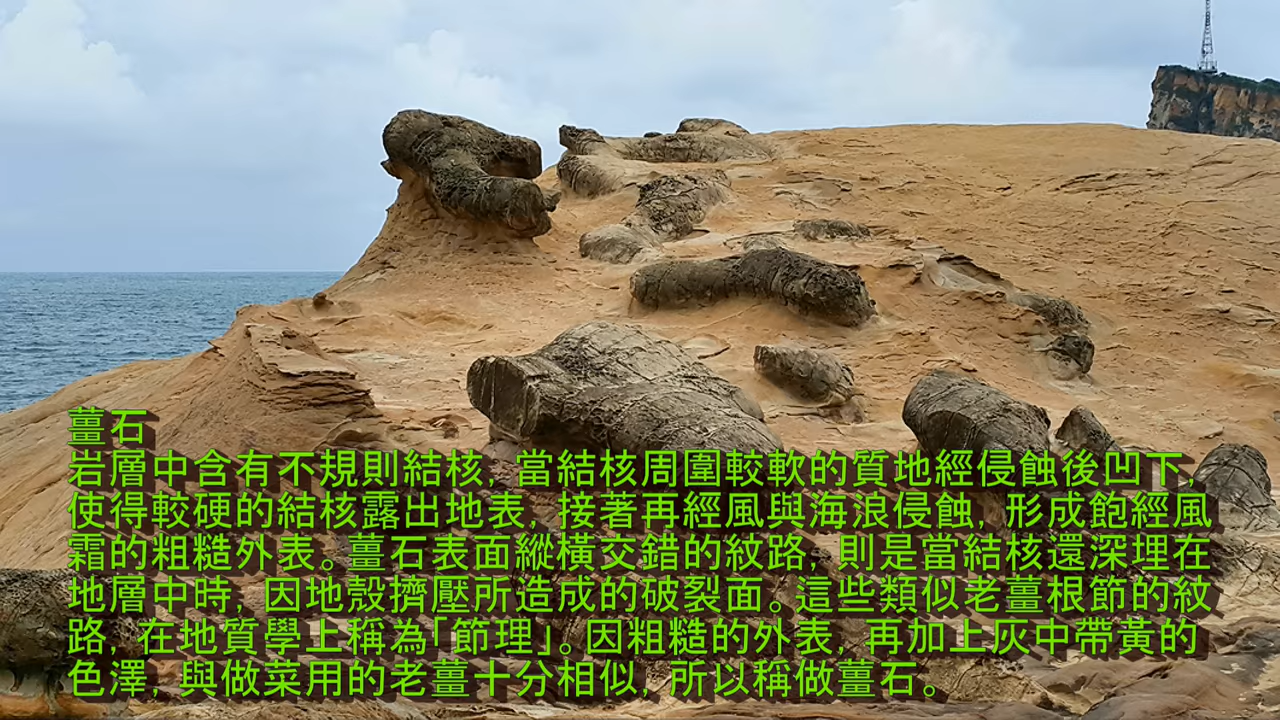 薑石
岩層中含有不規則結核, 當結核周圍較軟的質地經侵蝕後凹下,
使得較硬的結核露出地表, 接著再經風與海浪侵蝕, 形成飽經風
霜的粗糙外表。薑石表面縱橫交錯的紋路, 則是當結核還深埋在
地層中時, 因地殼擠壓所造成的破裂面。這些類似老薑根節的紋
路, 在地質學上稱為「節理」。因粗糙的外表, 再加上灰中帶黃的
色澤, 與做菜用的老薑十分相似, 所以稱做薑石。